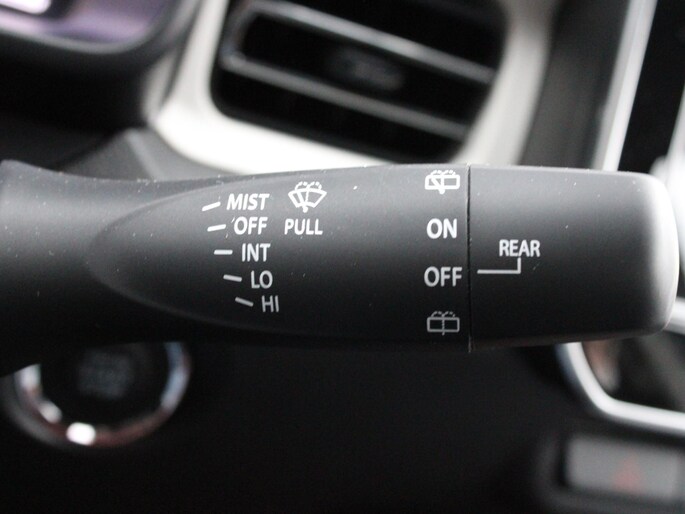 MIST
OFF
PULL
INT
LO
HI
ON
OFF
REAR